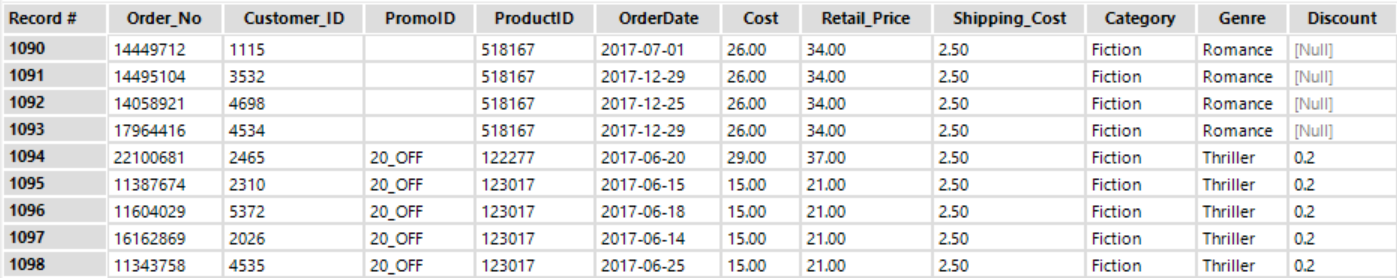 Record # Order_No Customer_ID PromoID ProductID OrderDate Cost Retail_Price Shipping_Cost Category Genre Discount
1090 14449712 1115 518167 2017-07-01 26.00 34.00 2.50 Fiction Romance [Null]
1091 14495104 3532 518167 2017-12-29 26.00 34.00 2.50 Fiction Romance [Null]
1092 14058921 4698 518167 2017-12-25 26.00 34.00 2.50 Fiction Romance [Null]
1093 17964416 4534 518167 2017-12-29 26.00 34.00 2.50 Fiction Romance [Null]
1094 22100681 2465 20_OFF 122277 2017-06-20 29.00 37.00 2.50 Fiction Thriller 0.2
1095 11387674 2310 20_OFF 123017 2017-06-15 15.00 21.00 2.50 Fiction Thriller 0.2
1096 11604029 5372 20_OFF 123017 2017-06-18 15.00 21.00 2.50 Fiction Thriller 0.2
1097 16162869 2026 20_OFF 123017 2017-06-14 15.00 21.00 2.50 Fiction Thriller 0.2
1098 11343758 4535 20_OFF 123017 2017-06-25 15.00 21.00 2.50 Fiction Thriller 0.2